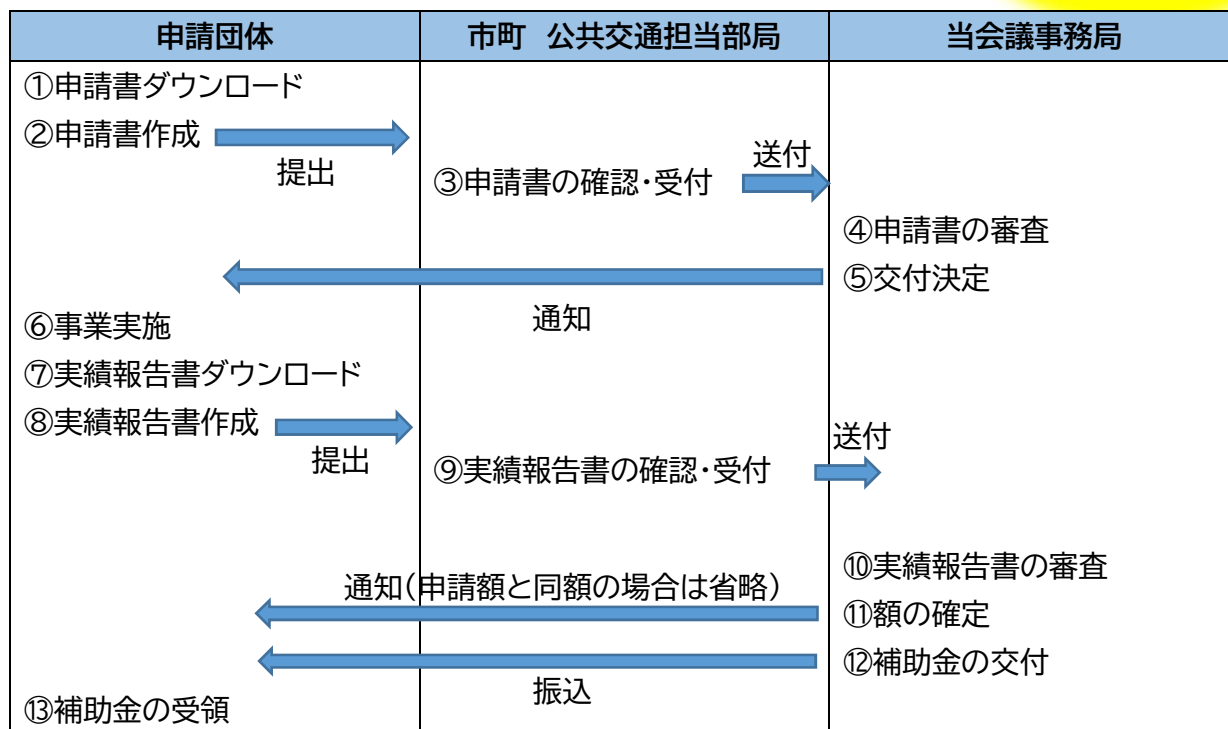 申請団体
市町 公共交通担当部局
当会議事務局
①申請書ダウンロード
②申請書作成
提出
③申請書の確認・受付
送付
④申請書の審査
⑤交付決定
通知
⑥事業実施
⑦実績報告書ダウンロード
⑧実績報告書作成
提出
⑨実績報告書の確認・受付
送付
⑩実績報告書の審査
通知(申請額と同額の場合は省略)
⑪額の確定
⑫補助金の交付
振込
⑬補助金の受領